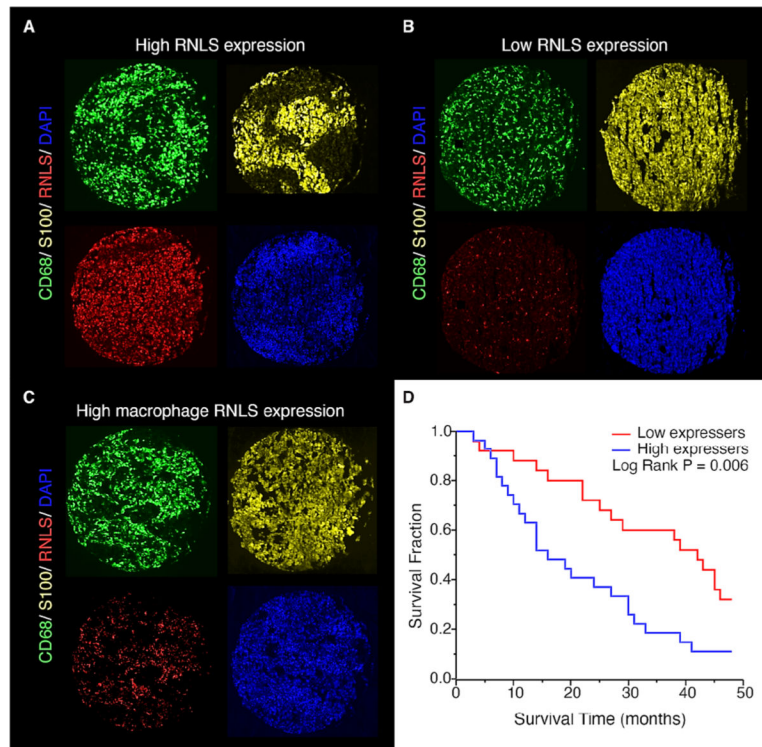 A
High RNLS expression
CD68/ S100/ RNLS/ DAPI
B
Low RNLS expression
CD68/ S100/ RNLS/ DAPI
C
High macrophage RNLS expression
CD68/ S100/ RNLS/ DAPI
D
Low expressers
High expressers
Log Rank P = 0.006
Survival Fraction
1.0
0.8
0.6
0.4
0.2
0.0
0 10 20 30 40 50
Survival Time (months)